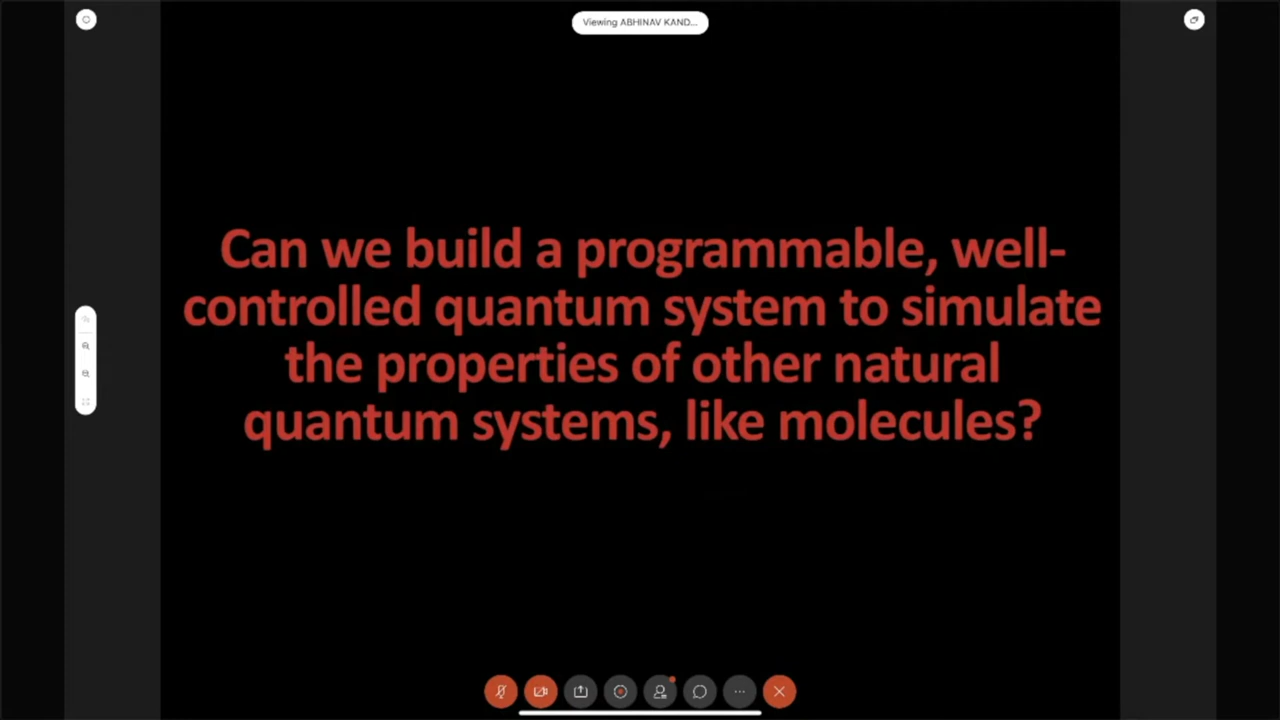 Viewing ABHINAV KAND...
Can we build a programmable, well-
controlled quantum system to simulate
the properties of other natural
quantum systems, like molecules?